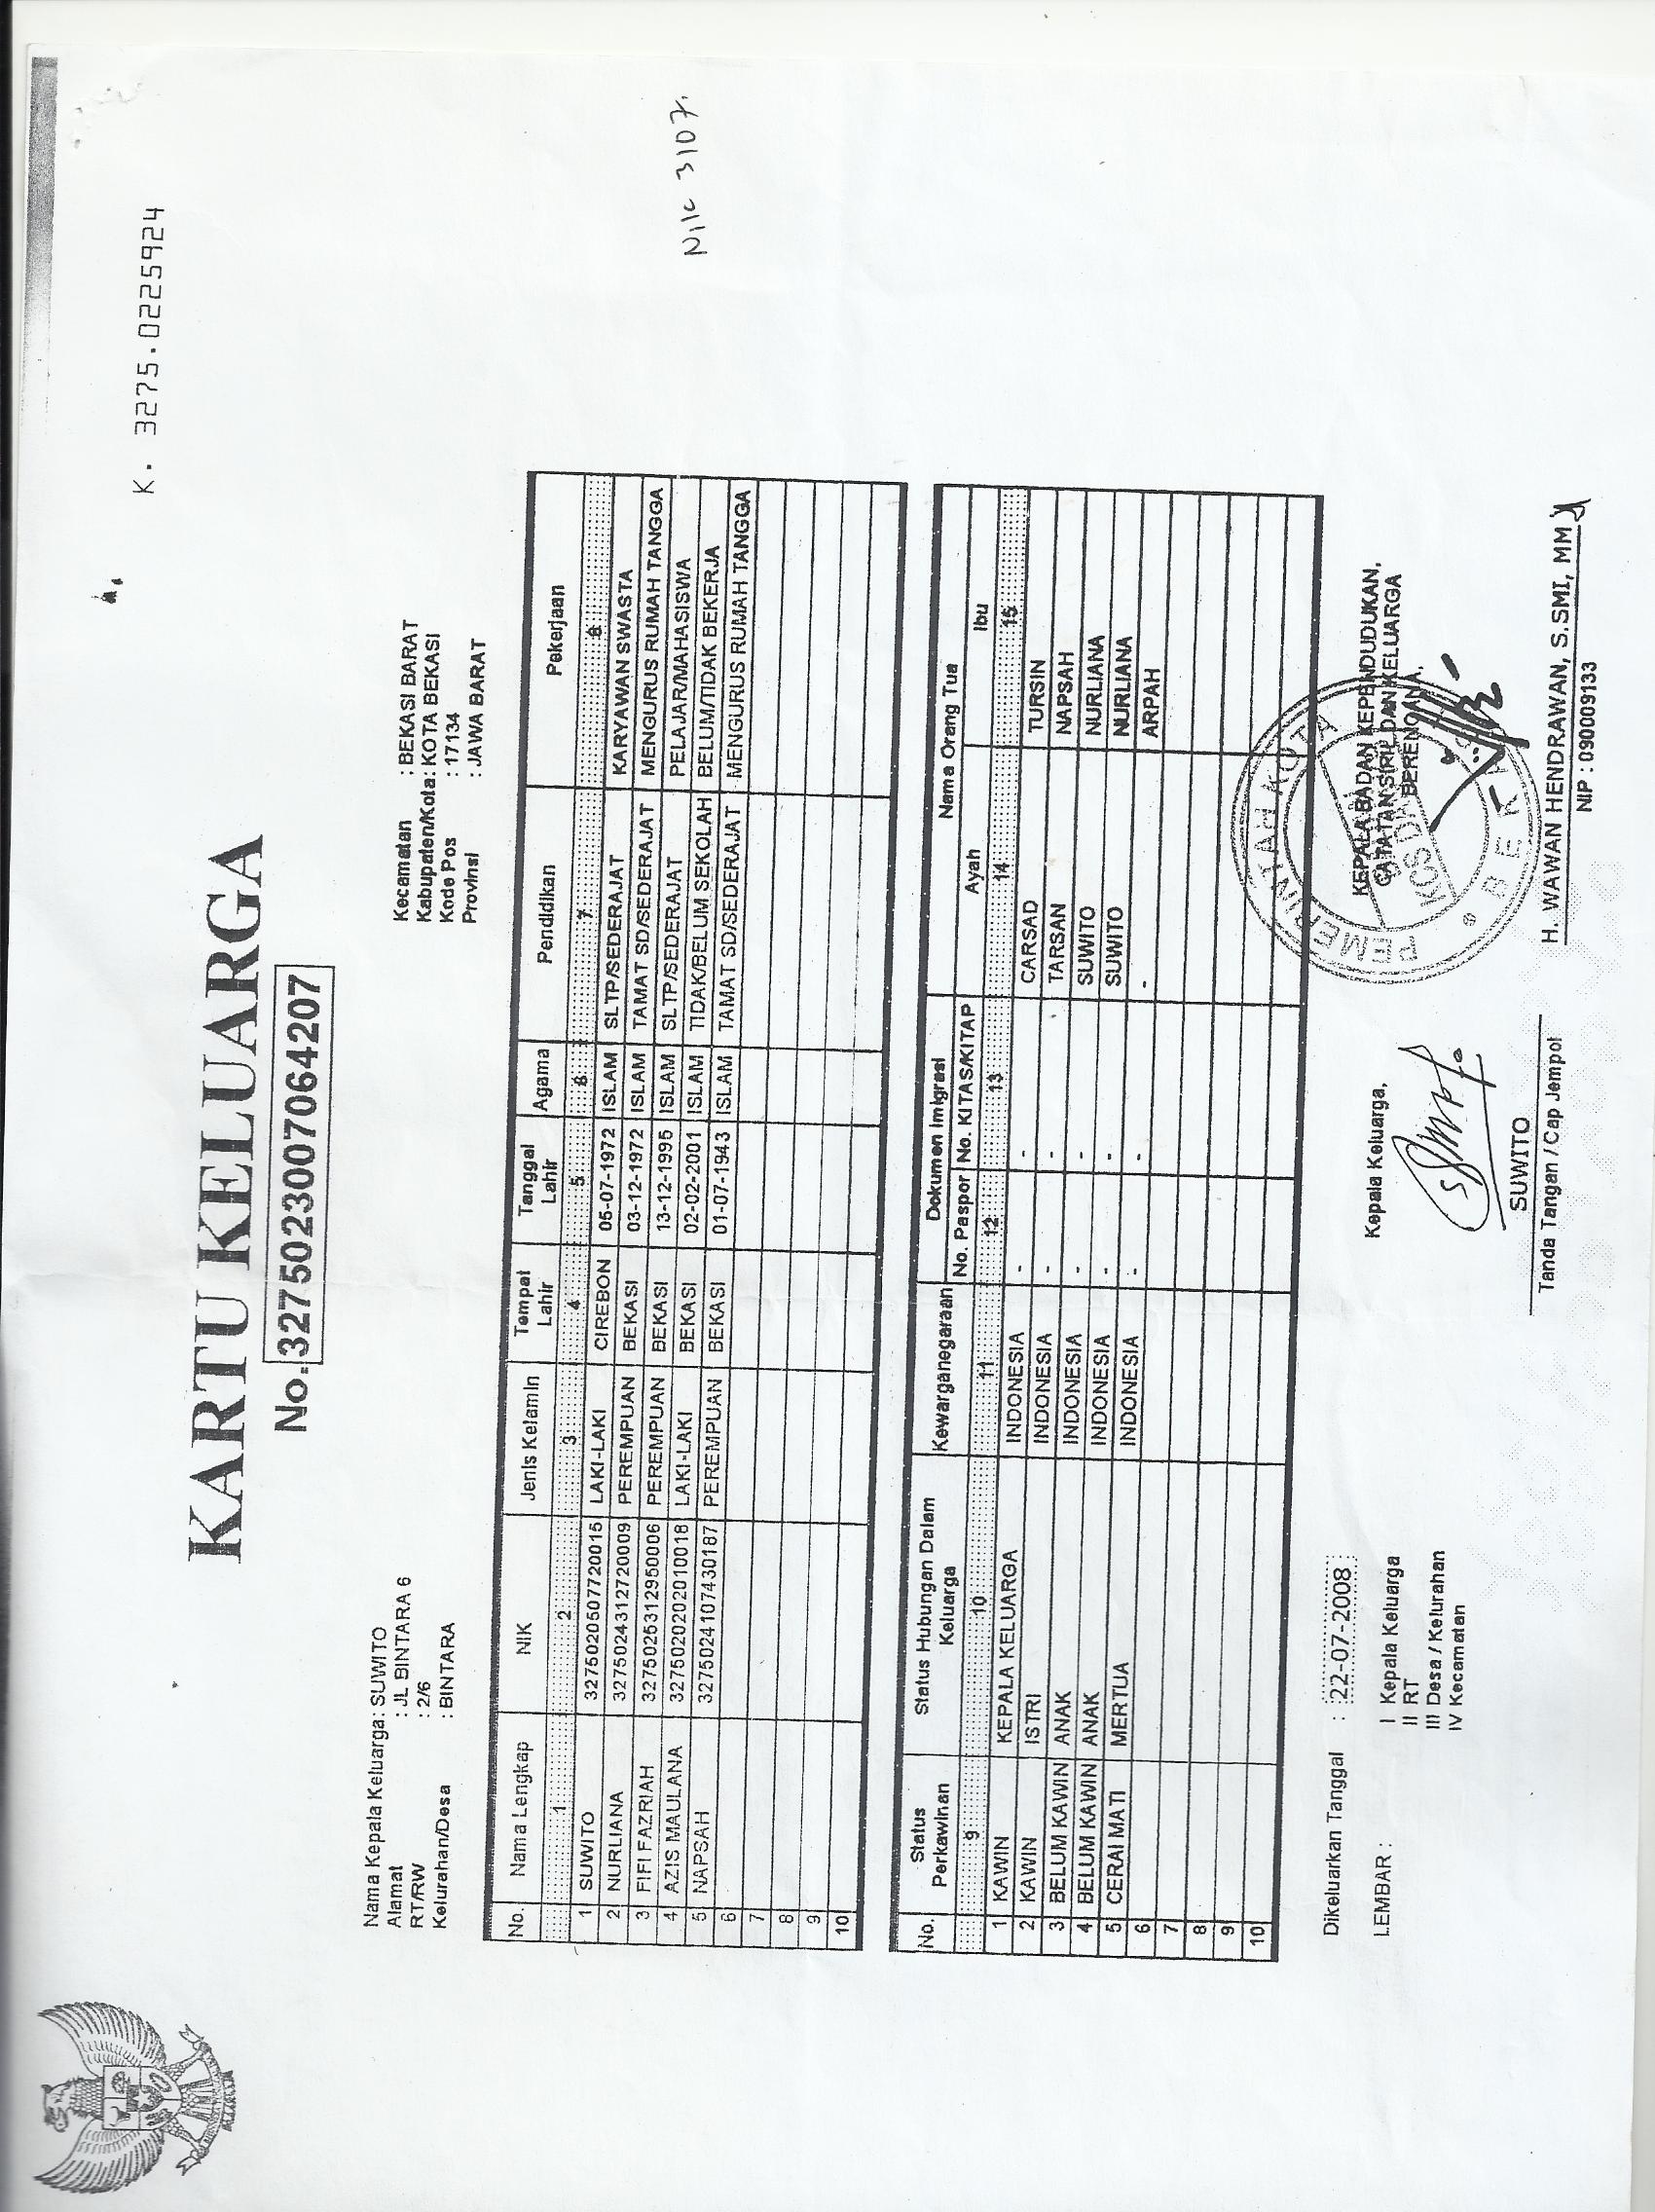 K. 3275.0225924
KARTU KELUARGA
No. 3275023007064207
Nama Kepala Keluarga : SUWITO
Alamat : JL BINTARA 6
RT/RW : 2/6
Kelurahan/Desa : BINTARA
Kecamatan : BEKASI BARAT
Kabupaten/Kota : KOTA BEKASI
Kode Pos : 17134
Provinsi : JAWA BARAT
Nik 3107.
No. Nama Lengkap NIK Jenis Kelamin Tempat Lahir Tanggal Lahir Agama Pendidikan Pekerjaan
1 2 3 4 5 6 7 8
1 SUWITO 3275020507720015 LAKI-LAKI CIREBON 05-07-1972 ISLAM SLTP/SEDERAJAT KARYAWAN SWASTA
2 NURLIANA 3275024312720009 PEREMPUAN BEKASI 03-12-1972 ISLAM TAMAT SD/SEDERAJAT MENGURUS RUMAH TANGGA
3 FIFI FAZRIAH 3275025312950006 PEREMPUAN BEKASI 13-12-1995 ISLAM SLTP/SEDERAJAT PELAJAR/MAHASISWA
4 AZIS MAULANA 3275020202010018 LAKI-LAKI BEKASI 02-02-2001 ISLAM TIDAK/BELUM SEKOLAH BELUM/TIDAK BEKERJA
5 NAPSAH 3275024107430187 PEREMPUAN BEKASI 01-07-1943 ISLAM TAMAT SD/SEDERAJAT MENGURUS RUMAH TANGGA
6
7
8
9
10
No. Status Perkawinan Status Hubungan Dalam Keluarga Kewarganegaraan Dokumen Imigrasi Nama Orang Tua
No. Paspor No. KITAS/KITAP Ayah Ibu
9 10 11 12 13 14 15
1 KAWIN KEPALA KELUARGA INDONESIA - - CARSAD TURSIN
2 KAWIN ISTRI INDONESIA - - TARSAN NAPSAH
3 BELUM KAWIN ANAK INDONESIA - - SUWITO NURLIANA
4 BELUM KAWIN ANAK INDONESIA - - SUWITO NURLIANA
5 CERAI MATI MERTUA INDONESIA - - - ARPAH
6
7
8
9
10
Dikeluarkan Tanggal : 22-07-2008
LEMBAR :
I Kepala Keluarga
II RT
III Desa / Kelurahan
IV Kecamatan
Kepala Keluarga,
SUWITO
Tanda Tangan / Cap Jempol
KEPALA BADAN KEPENDUDUKAN,
CATATAN SIPIL DAN KELUARGA
BERENCANA,
PEMERINTAH KOTA
H. WAWAN HENDRAWAN, S.SMI, MM
NIP : 090009133